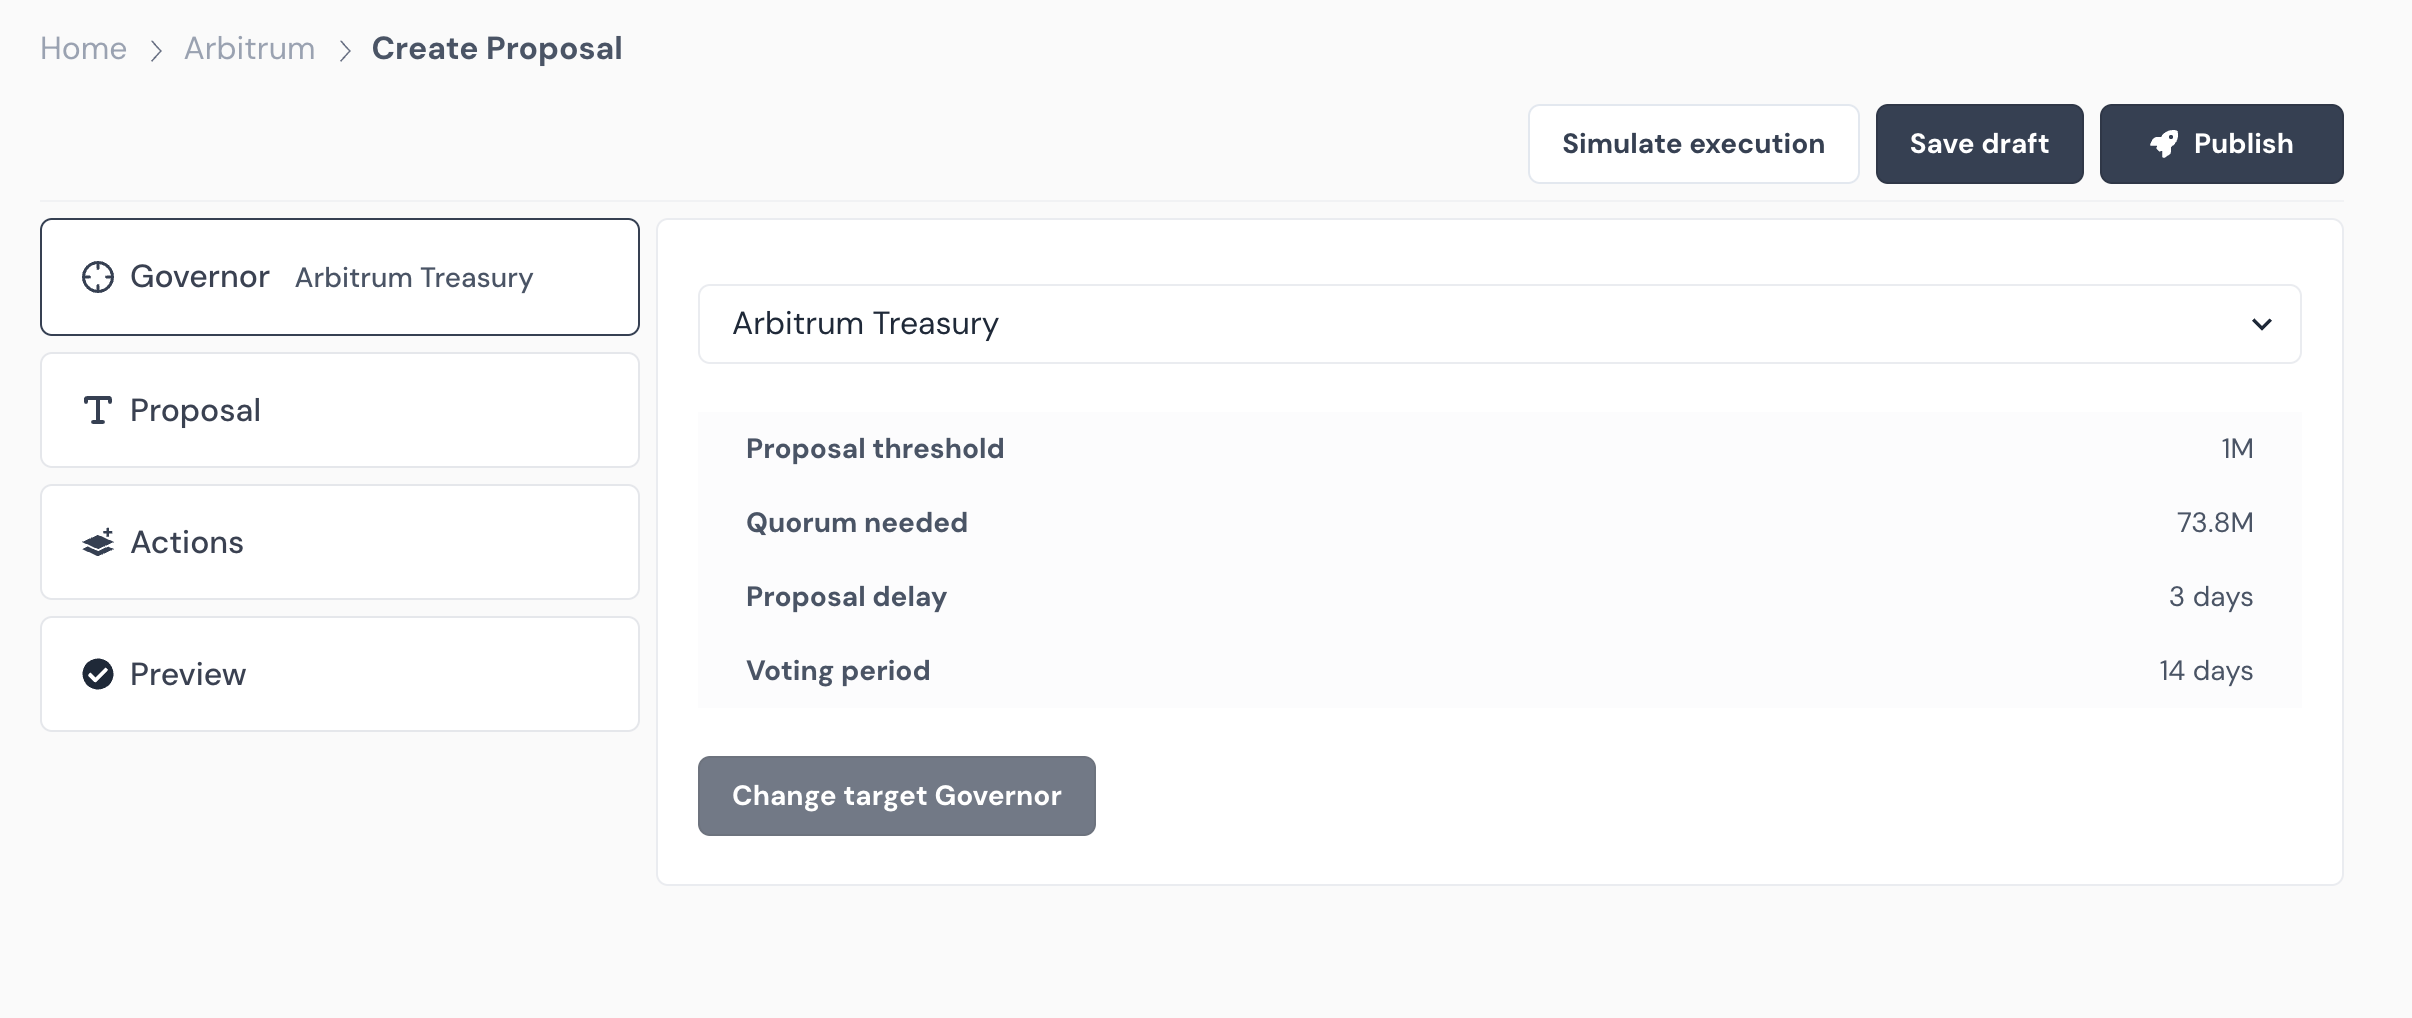 Home > Arbitrum > Create Proposal
Simulate execution
Save draft
Publish
Governor Arbitrum Treasury
Proposal
Actions
Preview
Arbitrum Treasury
Proposal threshold 1M
Quorum needed 73.8M
Proposal delay 3 days
Voting period 14 days
Change target Governor